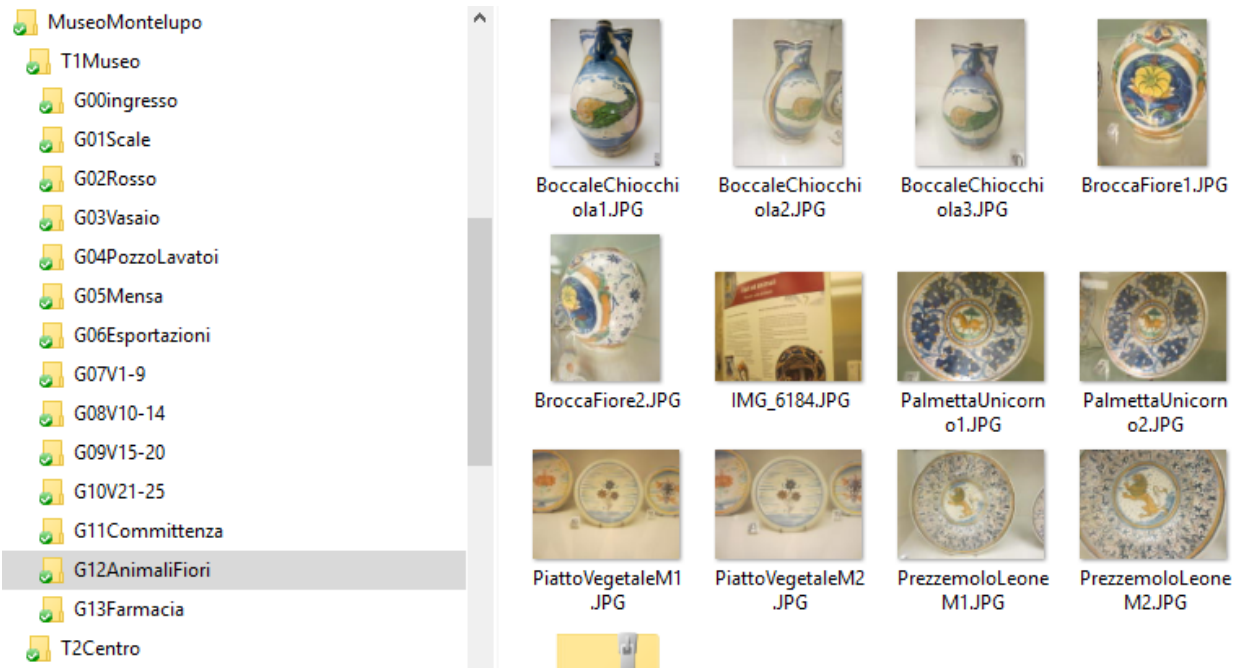 MuseoMontelupo
T1Museo
G00ingresso
G01Scale
G02Rosso
G03Vasaio
G04PozzoLavatoi
G05Mensa
G06Esportazioni
G07V1-9
G08V10-14
G09V15-20
G10V21-25
G11Committenza
G12AnimaliFiori
G13Farmacia
T2Centro
BoccaleChiocchi
ola1.JPG
BoccaleChiocchi
ola2.JPG
BoccaleChiocchi
ola3.JPG
BroccaFiore1.JPG
BroccaFiore2.JPG
IMG_6184.JPG
PalmettaUnicorn
o1.JPG
PalmettaUnicorn
o2.JPG
PiattoVegetaleM1
.JPG
PiattoVegetaleM2
.JPG
PrezzemoloLeone
M1.JPG
PrezzemoloLeone
M2.JPG